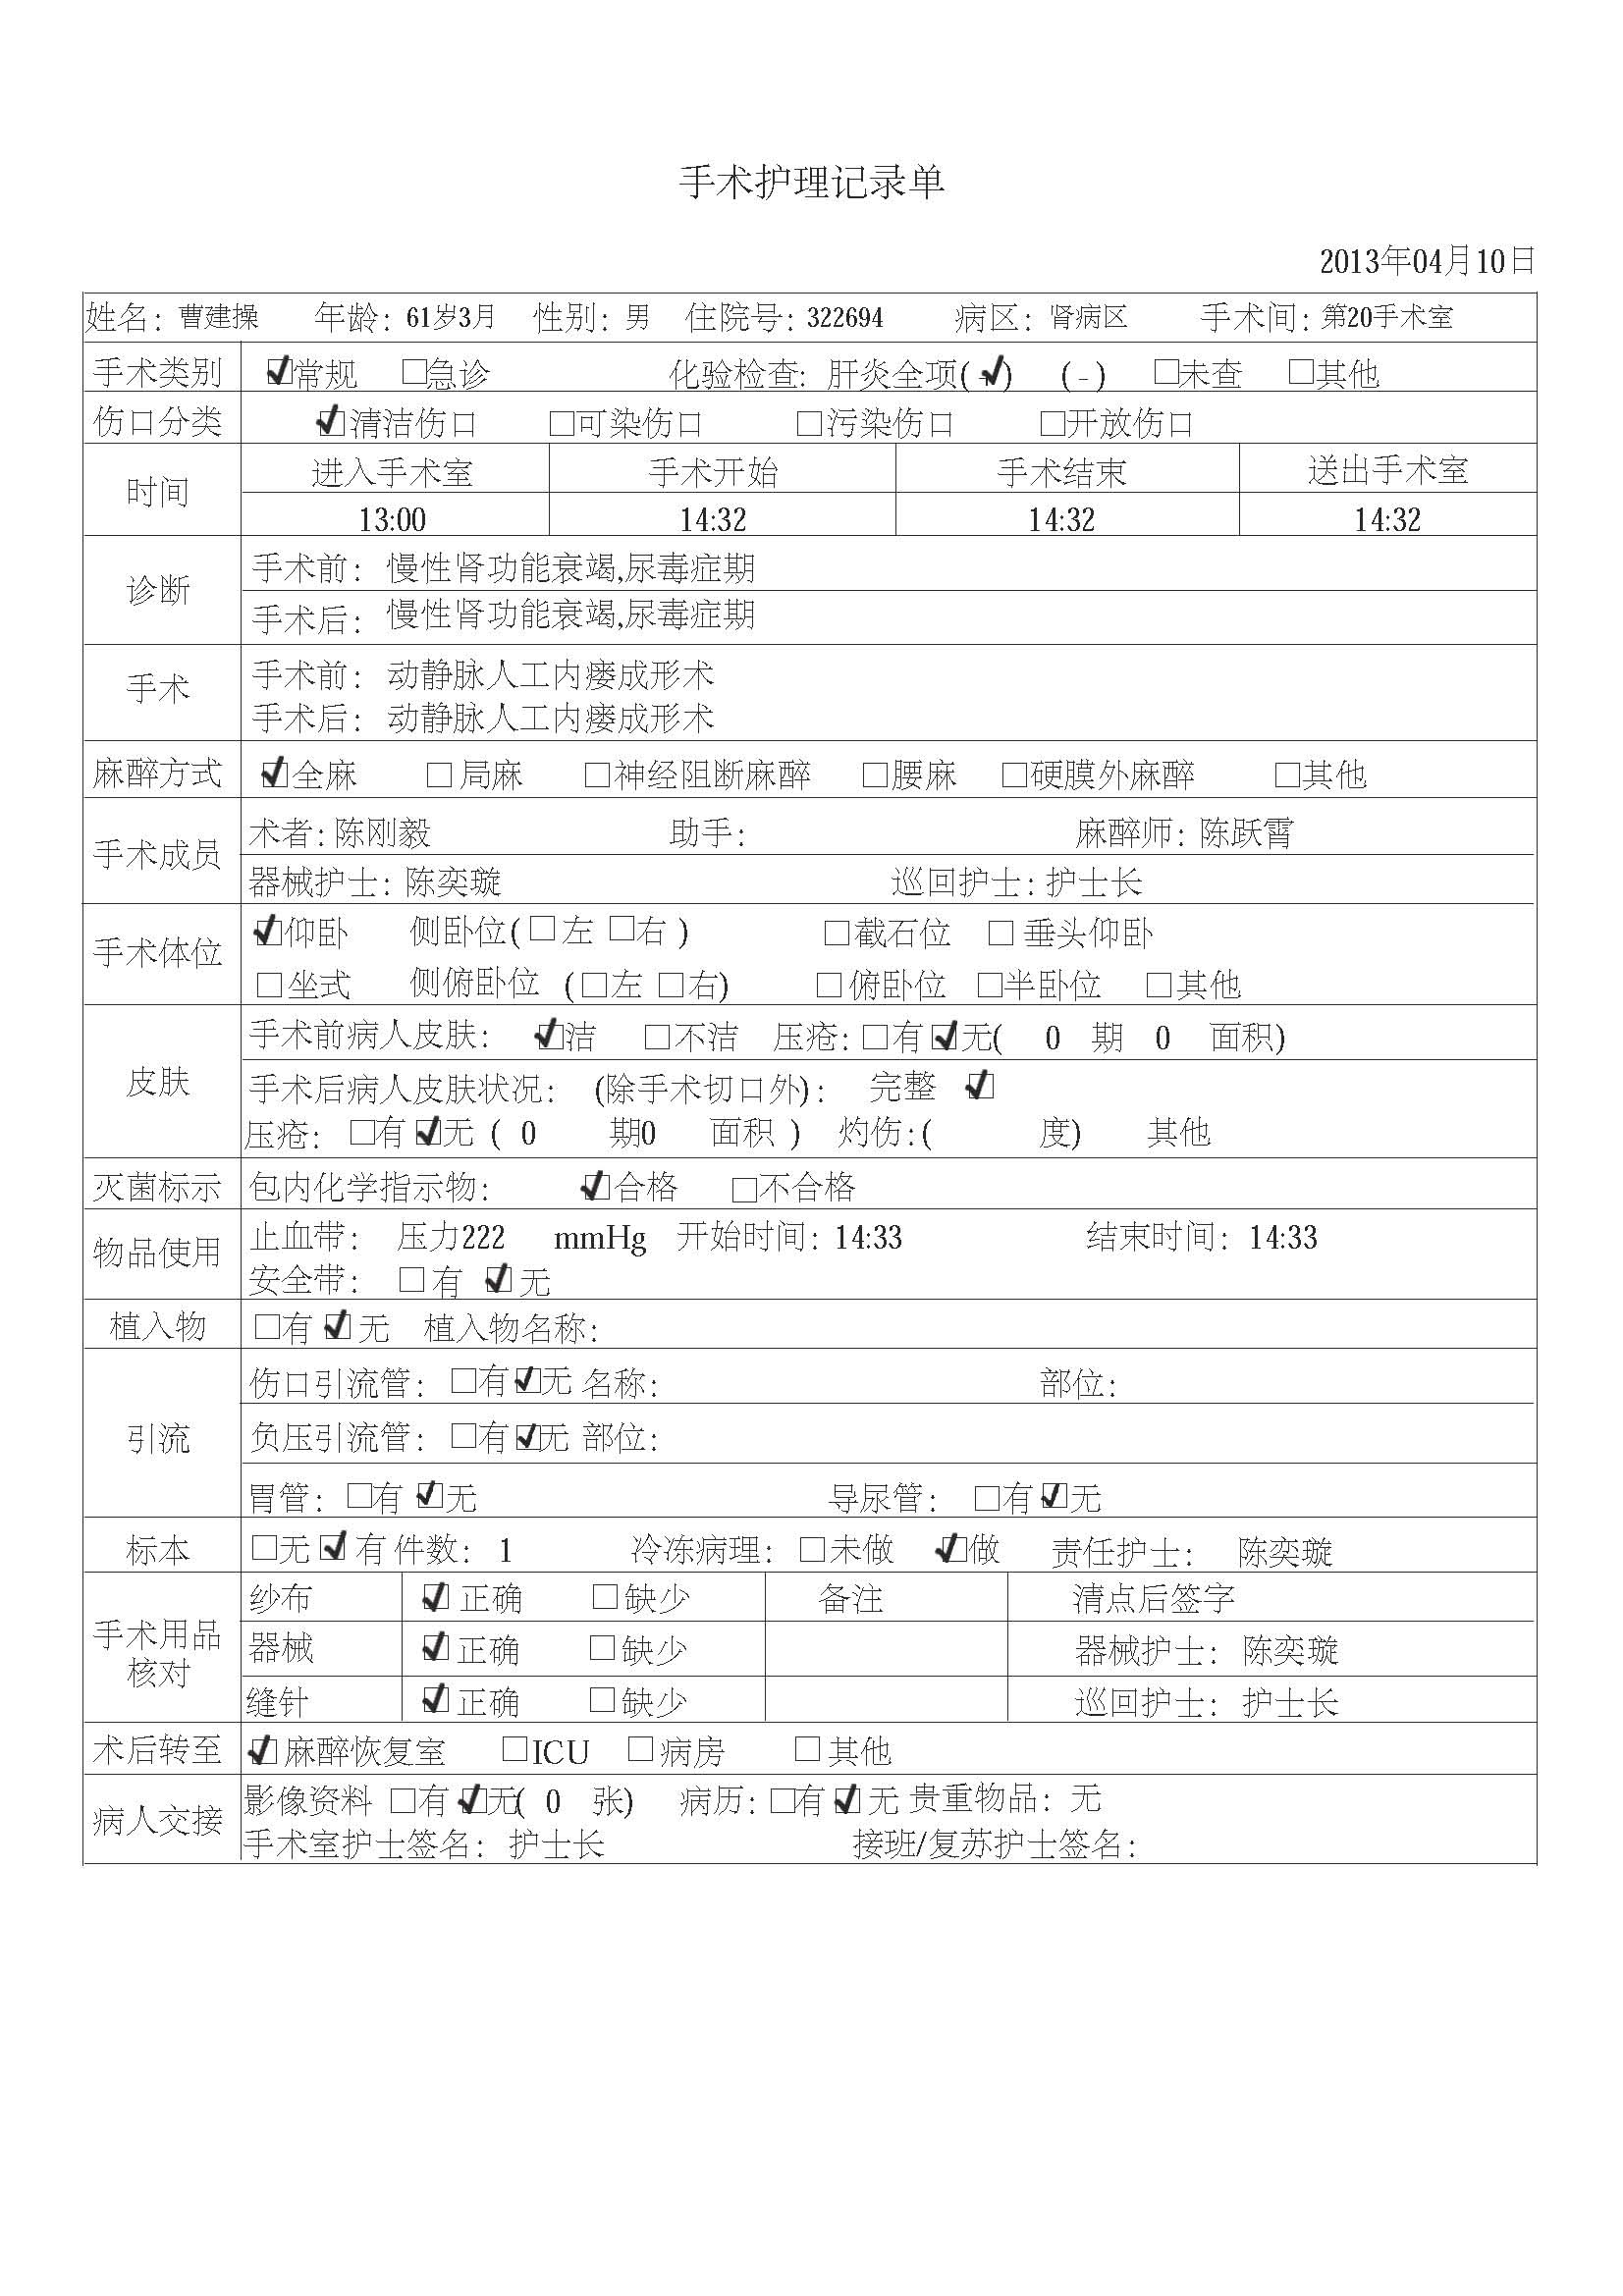 手术护理记录单
2013年04月10日
姓名：曹建操 年龄：61岁3月 性别：男 住院号：322694 病区：肾病区 手术间：第20手术室
手术类别 ☑常规 □急诊 化验检查：肝炎全项(+✓) (-) □未查 □其他
伤口分类 ☑清洁伤口 □可染伤口 □污染伤口 □开放伤口
时间 进入手术室 手术开始 手术结束 送出手术室
13:00 14:32 14:32 14:32
诊断 手术前：慢性肾功能衰竭,尿毒症期
手术后：慢性肾功能衰竭,尿毒症期
手术 手术前：动静脉人工内瘘成形术
手术后：动静脉人工内瘘成形术
麻醉方式 ☑全麻 □局麻 □神经阻断麻醉 □腰麻 □硬膜外麻醉 □其他
手术成员 术者：陈刚毅 助手： 麻醉师：陈跃霄
器械护士：陈奕璇 巡回护士：护士长
手术体位 ☑仰卧 侧卧位(□左 □右) □截石位 □垂头仰卧
□坐式 侧俯卧位 (□左 □右) □俯卧位 □半卧位 □其他
皮肤 手术前病人皮肤： ☑洁 □不洁 压疮：□有 ☑无( 0 期 0 面积)
手术后病人皮肤状况： (除手术切口外)： 完整 ☑
压疮： □有 ☑无 ( 0 期0 面积 ) 灼伤：( 度) 其他
灭菌标示 包内化学指示物： ☑合格 □不合格
物品使用 止血带： 压力222 mmHg 开始时间：14:33 结束时间：14:33
安全带： □有 ☑无
植入物 □有 ☑无 植入物名称：
引流 伤口引流管： □有 ☑无 名称： 部位：
负压引流管： □有 ☑无 部位：
胃管： □有 ☑无 导尿管： □有 ☑无
标本 □无 ☑有 件数： 1 冷冻病理： □未做 ☑做 责任护士： 陈奕璇
手术用品核对 纱布 ☑正确 □缺少 备注 清点后签字
器械 ☑正确 □缺少 器械护士： 陈奕璇
缝针 ☑正确 □缺少 巡回护士： 护士长
术后转至 ☑麻醉恢复室 □ICU □病房 □其他
病人交接 影像资料 □有 ☑无( 0 张) 病历：□有 ☑无 贵重物品： 无
手术室护士签名： 护士长 接班/复苏护士签名：